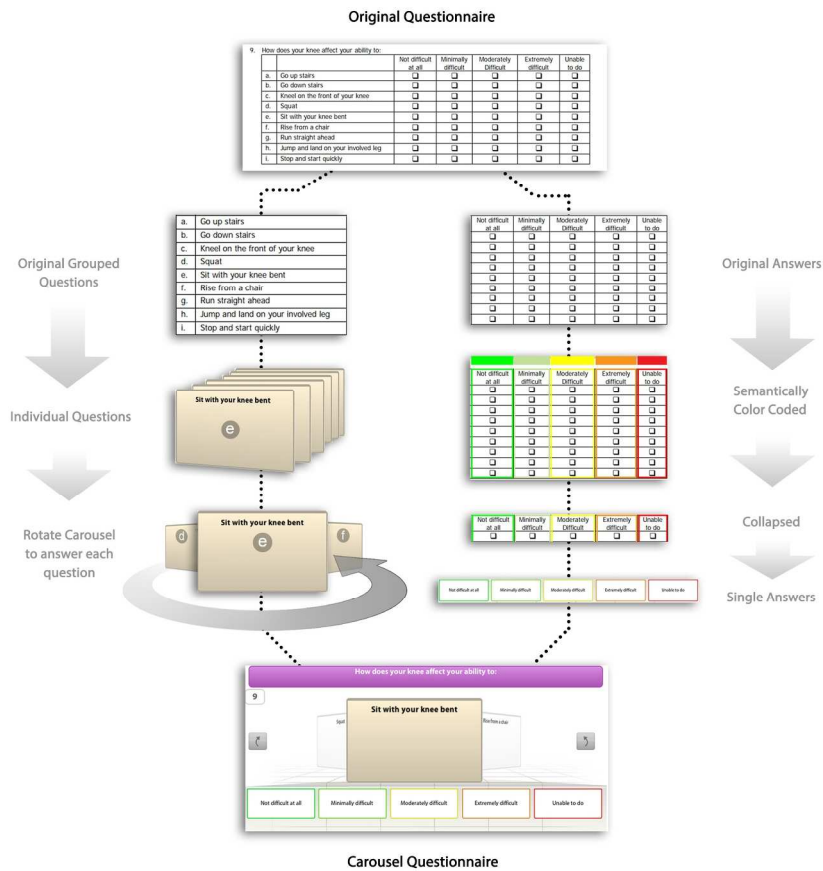 Original Questionnaire
9. How does your knee affect your ability to:
Not difficult at all Minimally difficult Moderately Difficult Extremely difficult Unable to do
a. Go up stairs
b. Go down stairs
c. Kneel on the front of your knee
d. Squat
e. Sit with your knee bent
f. Rise from a chair
g. Run straight ahead
h. Jump and land on your involved leg
i. Stop and start quickly
Original Grouped
Questions
a. Go up stairs
b. Go down stairs
c. Kneel on the front of your knee
d. Squat
e. Sit with your knee bent
f. Rise from a chair
g. Run straight ahead
h. Jump and land on your involved leg
i. Stop and start quickly
Not difficult at all Minimally difficult Moderately Difficult Extremely difficult Unable to do
Original Answers
Individual Questions
Sit with your knee bent
e
Not difficult at all Minimally difficult Moderately Difficult Extremely difficult Unable to do
Semantically
Color Coded
Rotate Carousel
to answer each
question
d
Sit with your knee bent
e
f
Not difficult at all Minimally difficult Moderately Difficult Extremely difficult Unable to do
Collapsed
Not difficult at all Minimally difficult Moderately difficult Extremely difficult Unable to do
Single Answers
How does your knee affect your ability to:
9
Squat
Sit with your knee bent
Rise from a chair
Not difficult at all Minimally difficult Moderately difficult Extremely difficult Unable to do
Carousel Questionnaire